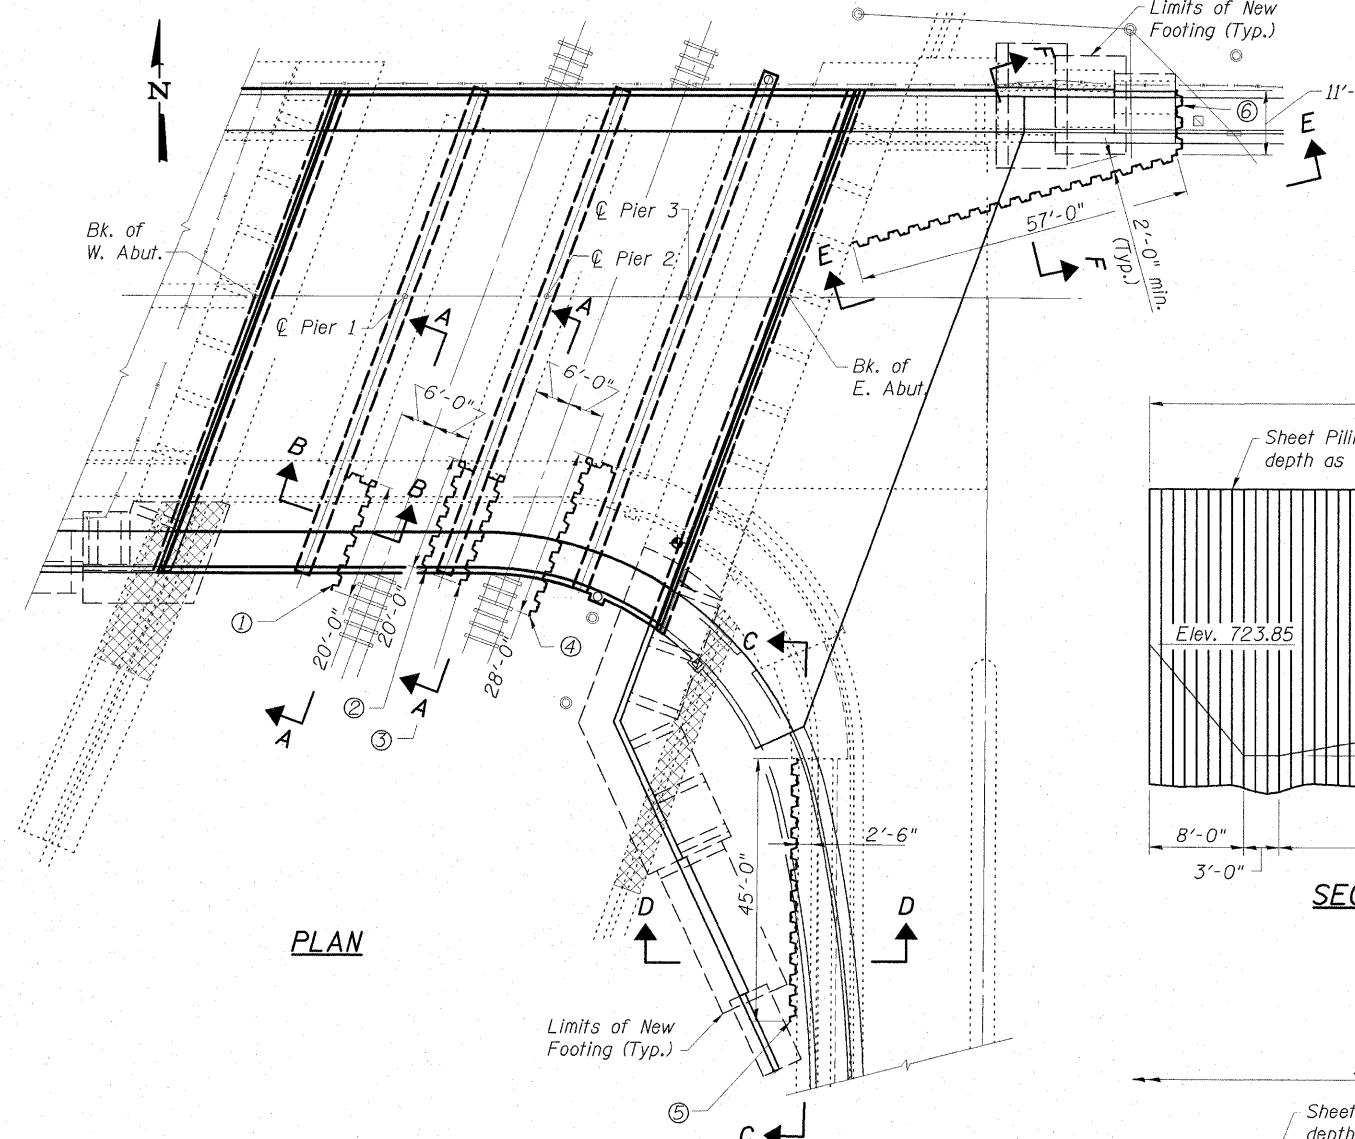 Limits of New
Footing (Typ.)
N
F
6
11'-
E
Bk. of
W. Abut.
℄ Pier 3
57'-0"
2'-0" min.
(Typ.)
℄ Pier 2
E
F
℄ Pier 1
A
A
Bk. of
E. Abut.
6'-0"
6'-0"
B
B
Sheet Pili
depth as
Elev. 723.85
1
20'-0"
20'-0"
28'-0"
4
C
2
A
3
A
8'-0"
3'-0"
SEC
2'-6"
45'-0"
D
D
PLAN
Limits of New
Footing (Typ.)
5
C
Sheet
depth